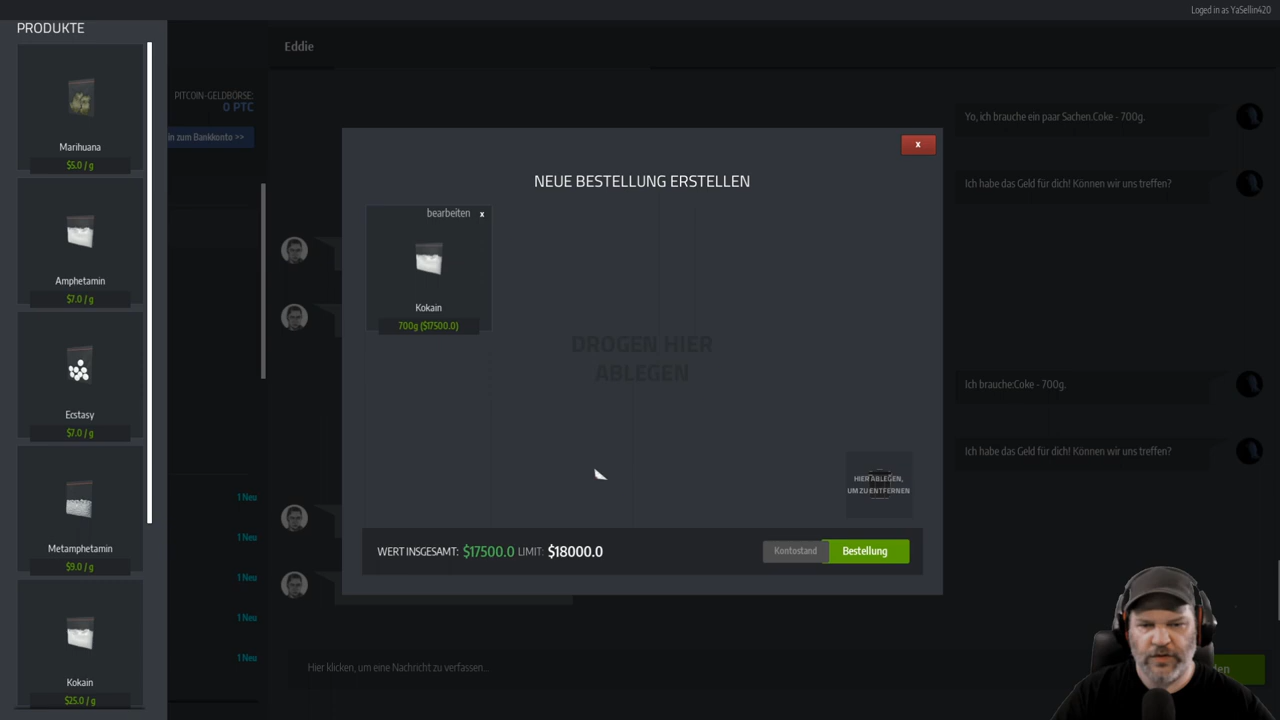 Loged in as YaSellin420
PRODUKTE
Marihuana
$5.0 / g
Amphetamin
$7.0 / g
Ecstasy
$7.0 / g
Metamphetamin
$9.0 / g
Kokain
$25.0 / g
PITCOIN-GELDBÖRSE:
0 PTC
in zum Bankkonto >>
1 Neu
1 Neu
1 Neu
1 Neu
1 Neu
Eddie
Yo, ich brauche ein paar Sachen.Coke - 700g.
Ich habe das Geld für dich! Können wir uns treffen?
Ich brauche:Coke - 700g.
Ich habe das Geld für dich! Können wir uns treffen?
x
NEUE BESTELLUNG ERSTELLEN
bearbeiten x
Kokain
700g ($17500.0)
DROGEN HIER
ABLEGEN
HIER ABLEGEN,
UM ZU ENTFERNEN
WERT INSGESAMT: $17500.0 LIMIT: $18000.0
Kontostand
Bestellung
Hier klicken, um eine Nachricht zu verfassen...